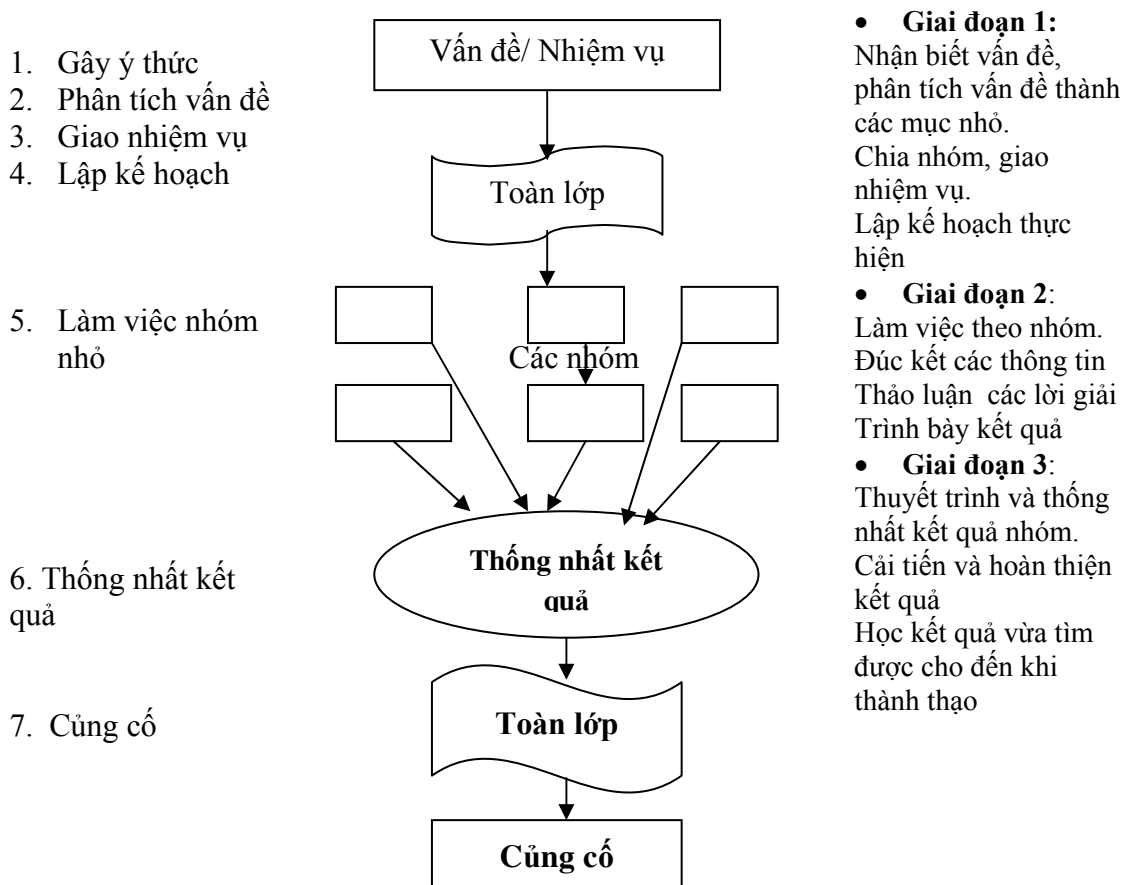 1. Gây ý thức
2. Phân tích vấn đề
3. Giao nhiệm vụ
4. Lập kế hoạch
5. Làm việc nhóm
nhỏ
6. Thống nhất kết
quả
7. Củng cố
Vấn đề/ Nhiệm vụ
Toàn lớp
Các nhóm
Thống nhất kết
quả
Toàn lớp
Củng cố
• Giai đoạn 1:
Nhận biết vấn đề,
phân tích vấn đề thành
các mục nhỏ.
Chia nhóm, giao
nhiệm vụ.
Lập kế hoạch thực
hiện
• Giai đoạn 2:
Làm việc theo nhóm.
Đúc kết các thông tin
Thảo luận các lời giải
Trình bày kết quả
• Giai đoạn 3:
Thuyết trình và thống
nhất kết quả nhóm.
Cải tiến và hoàn thiện
kết quả
Học kết quả vừa tìm
được cho đến khi
thành thạo